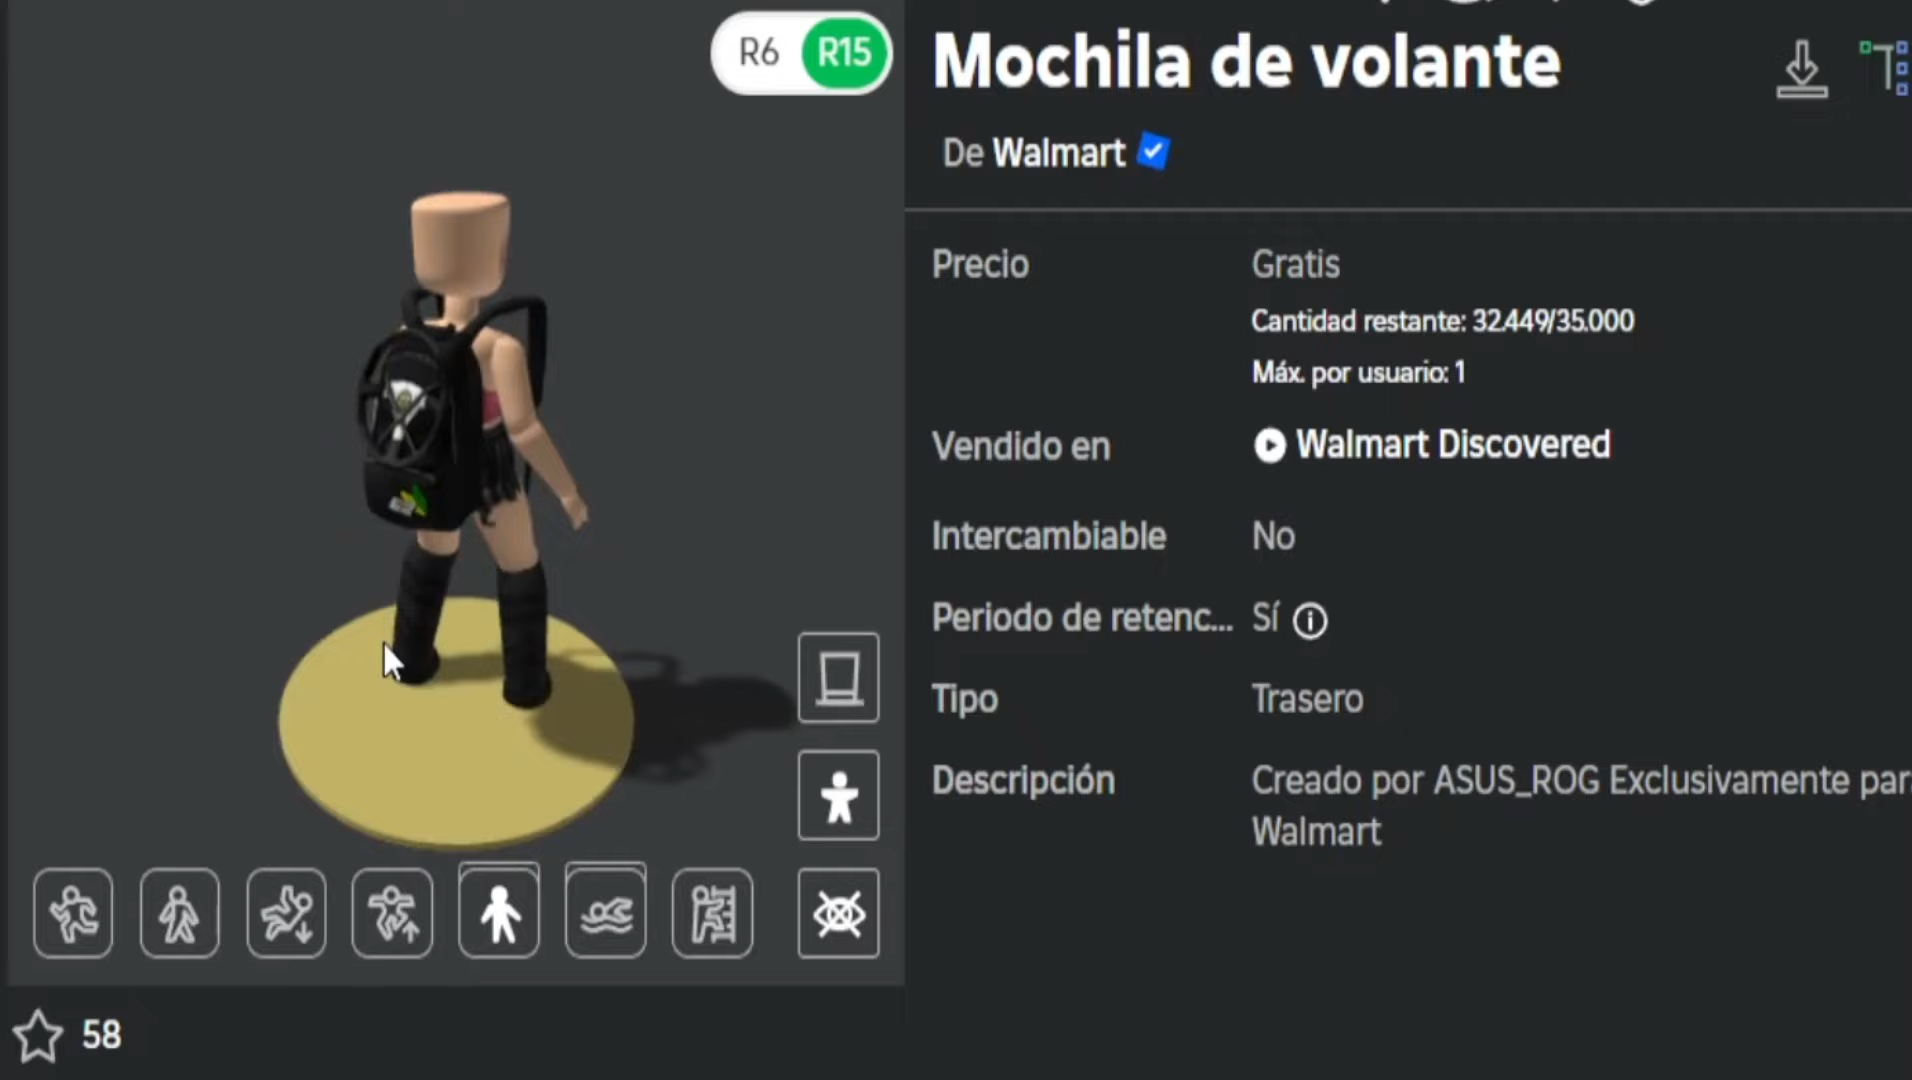 R6 R15
Mochila de volante
De Walmart
Precio Gratis
Cantidad restante: 32.449/35.000
Máx. por usuario: 1
Vendido en Walmart Discovered
Intercambiable No
Periodo de retenc... Sí
Tipo Trasero
Descripción Creado por ASUS_ROG Exclusivamente par
Walmart
58